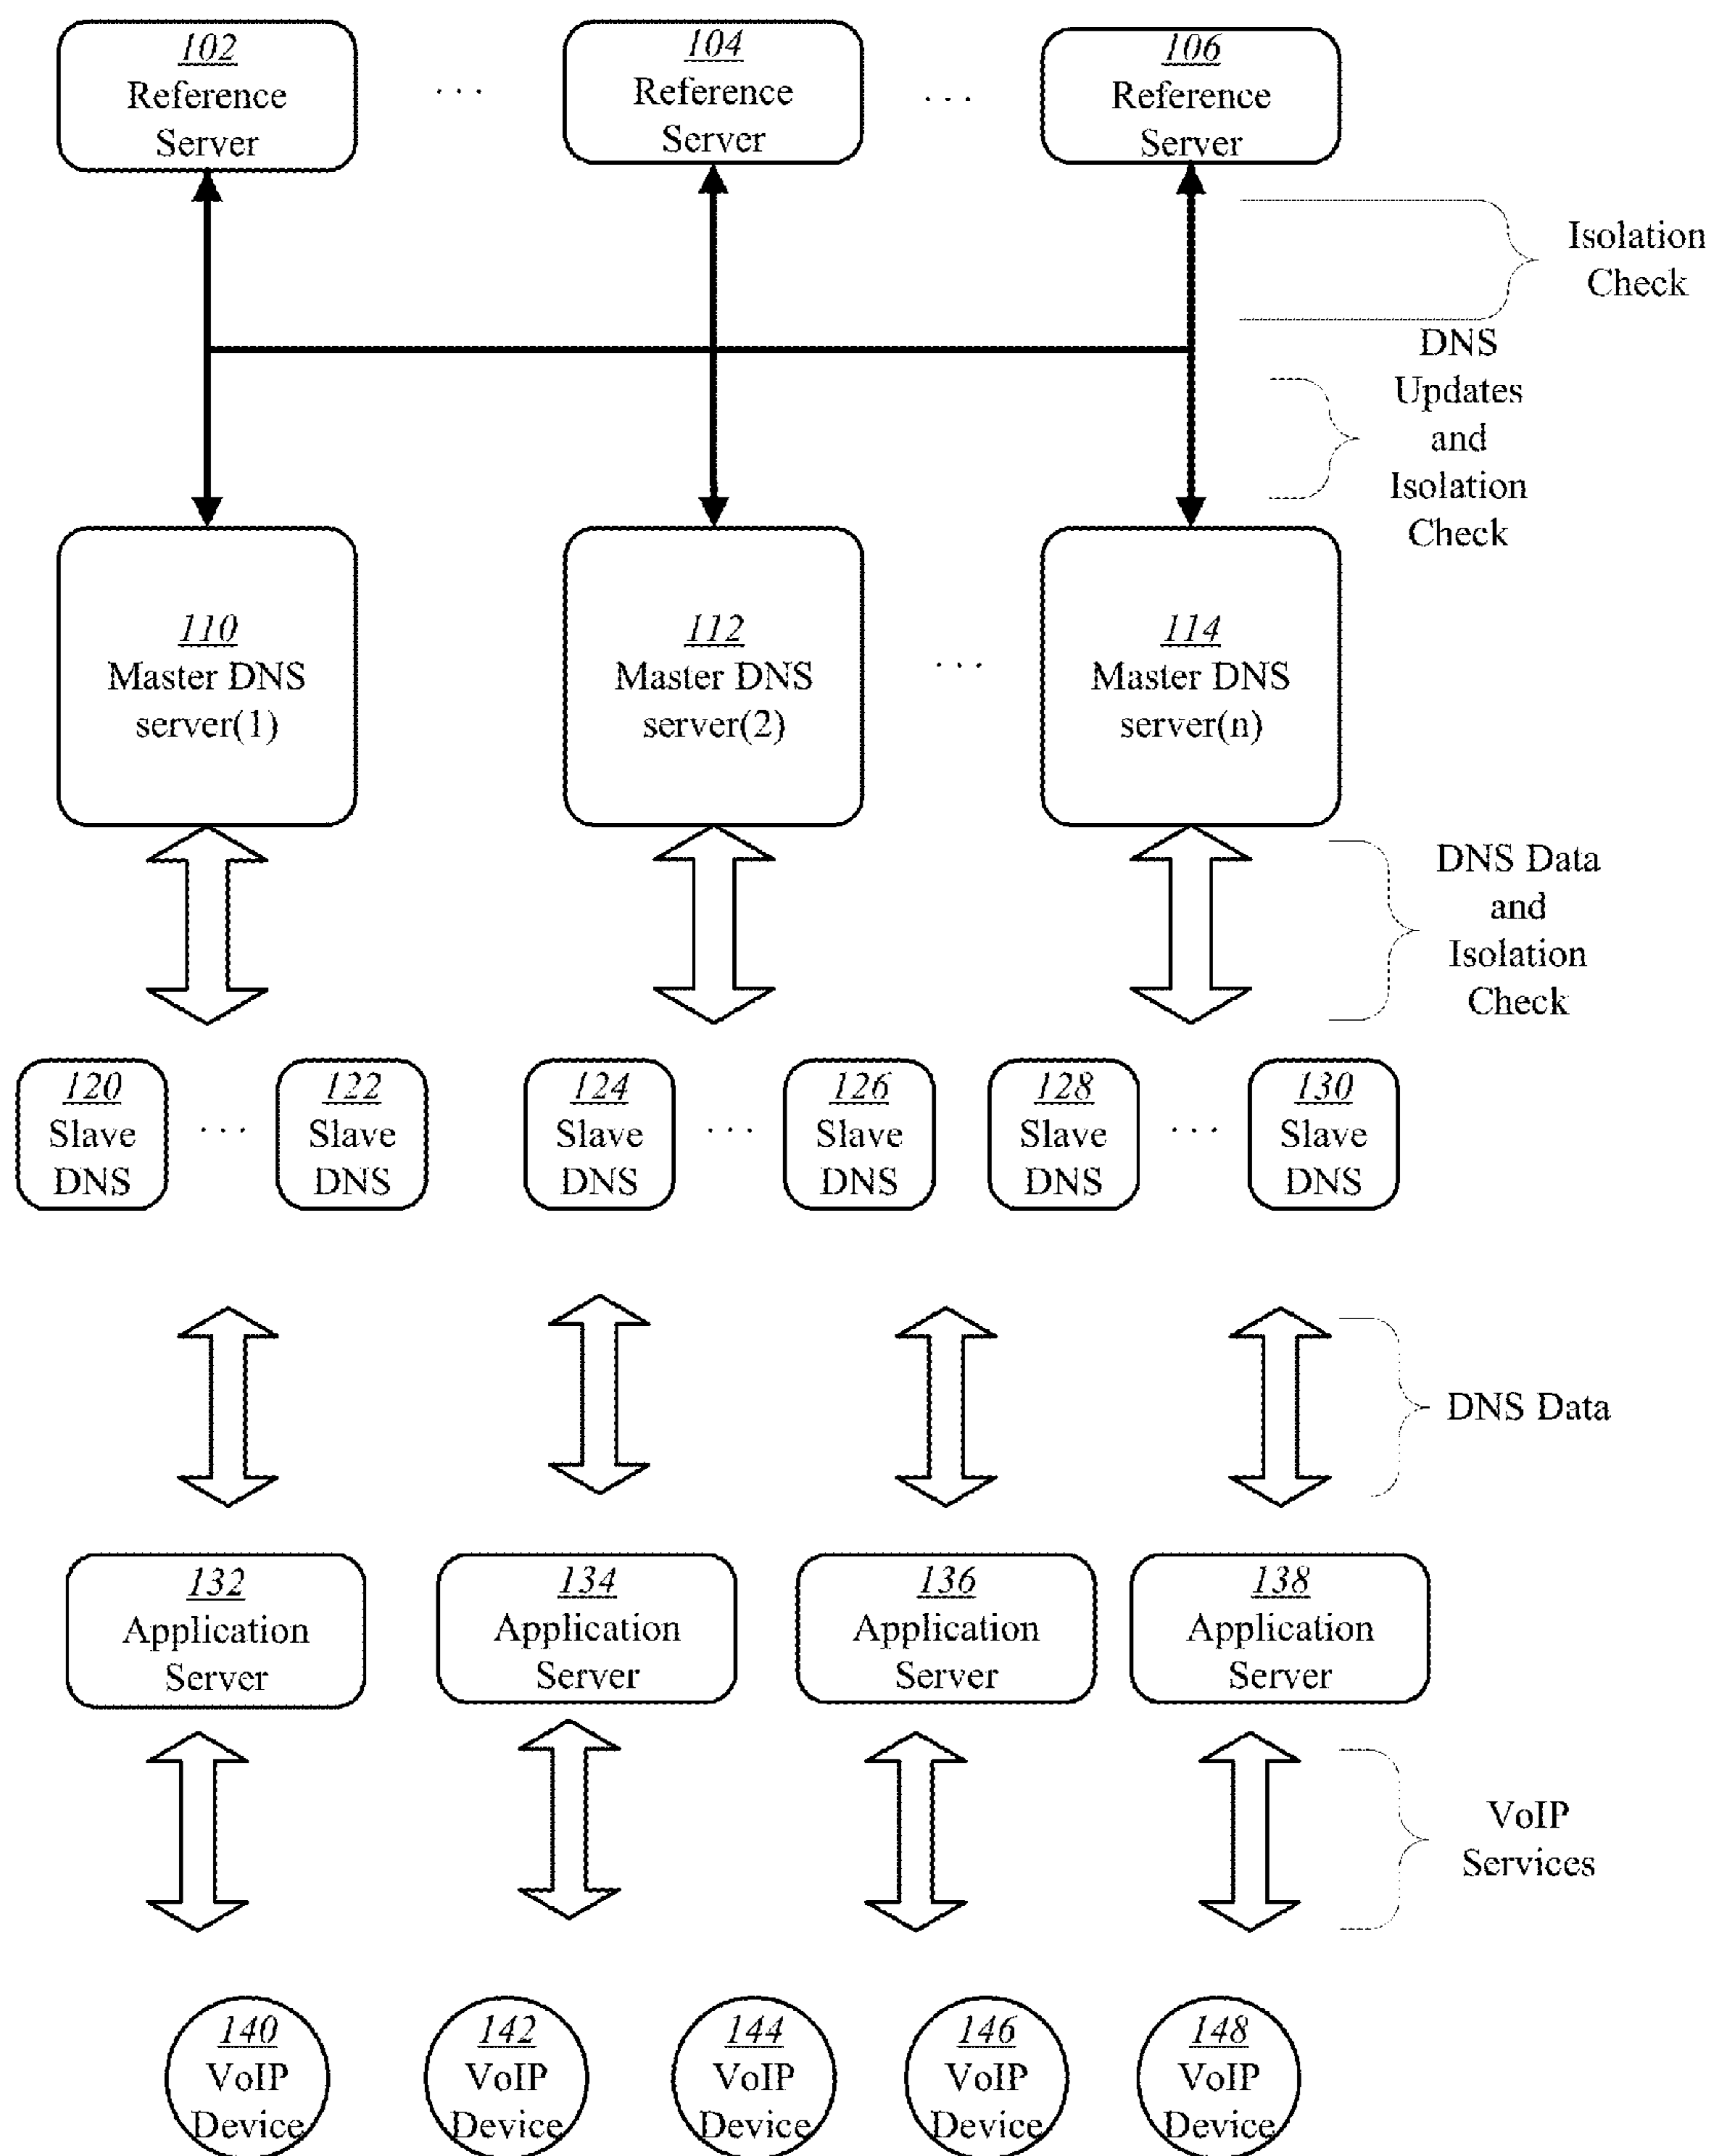 102
Reference
Server
. . .
104
Reference
Server
. . .
106
Reference
Server
Isolation
Check
DNS
Updates
and
Isolation
Check
110
Master DNS
server(1)
112
Master DNS
server(2)
. . .
114
Master DNS
server(n)
DNS Data
and
Isolation
Check
120
Slave
DNS
. . .
122
Slave
DNS
124
Slave
DNS
. . .
126
Slave
DNS
128
Slave
DNS
. . .
130
Slave
DNS
DNS Data
132
Application
Server
134
Application
Server
136
Application
Server
138
Application
Server
VoIP
Services
140
VoIP
Device
142
VoIP
Device
144
VoIP
Device
146
VoIP
Device
148
VoIP
Device